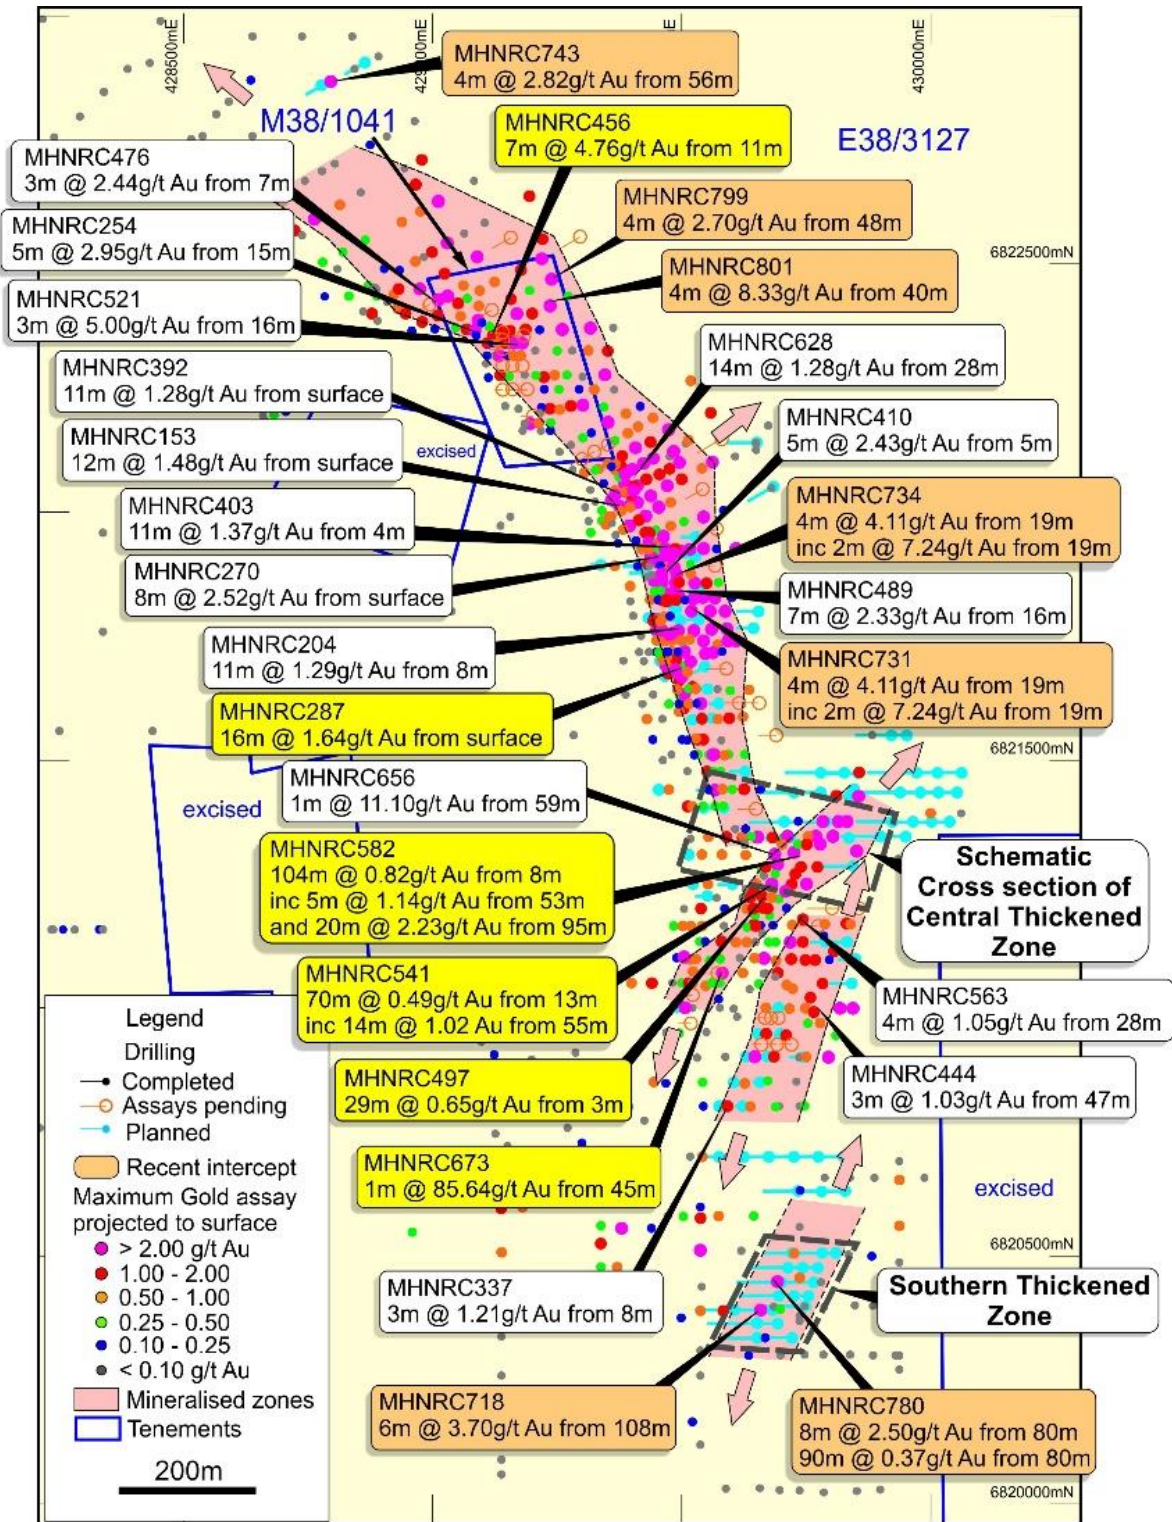 428500mE
mE
430000mE
MHNRC743
4m @ 2.82g/t Au from 56m
M38/1041
MHNRC456
7m @ 4.76g/t Au from 11m
E38/3127
MHNRC476
3m @ 2.44g/t Au from 7m
MHNRC799
4m @ 2.70g/t Au from 48m
MHNRC254
5m @ 2.95g/t Au from 15m
6822500mN
MHNRC801
4m @ 8.33g/t Au from 40m
MHNRC521
3m @ 5.00g/t Au from 16m
MHNRC628
14m @ 1.28g/t Au from 28m
MHNRC392
11m @ 1.28g/t Au from surface
MHNRC410
5m @ 2.43g/t Au from 5m
MHNRC153
12m @ 1.48g/t Au from surface
excised
MHNRC734
4m @ 4.11g/t Au from 19m
inc 2m @ 7.24g/t Au from 19m
MHNRC403
11m @ 1.37g/t Au from 4m
MHNRC270
8m @ 2.52g/t Au from surface
MHNRC489
7m @ 2.33g/t Au from 16m
MHNRC204
11m @ 1.29g/t Au from 8m
MHNRC731
4m @ 4.11g/t Au from 19m
inc 2m @ 7.24g/t Au from 19m
MHNRC287
16m @ 1.64g/t Au from surface
6821500mN
MHNRC656
1m @ 11.10g/t Au from 59m
excised
MHNRC582
104m @ 0.82g/t Au from 8m
inc 5m @ 1.14g/t Au from 53m
and 20m @ 2.23g/t Au from 95m
Schematic
Cross section of
Central Thickened
Zone
MHNRC541
70m @ 0.49g/t Au from 13m
inc 14m @ 1.02 Au from 55m
MHNRC563
4m @ 1.05g/t Au from 28m
MHNRC497
29m @ 0.65g/t Au from 3m
MHNRC444
3m @ 1.03g/t Au from 47m
MHNRC673
1m @ 85.64g/t Au from 45m
excised
6820500mN
MHNRC337
3m @ 1.21g/t Au from 8m
Southern Thickened
Zone
MHNRC718
6m @ 3.70g/t Au from 108m
MHNRC780
8m @ 2.50g/t Au from 80m
90m @ 0.37g/t Au from 80m
6820000mN
Legend
Drilling
Completed
Assays pending
Planned
Recent intercept
Maximum Gold assay
projected to surface
> 2.00 g/t Au
1.00 - 2.00
0.50 - 1.00
0.25 - 0.50
0.10 - 0.25
< 0.10 g/t Au
Mineralised zones
Tenements
200m